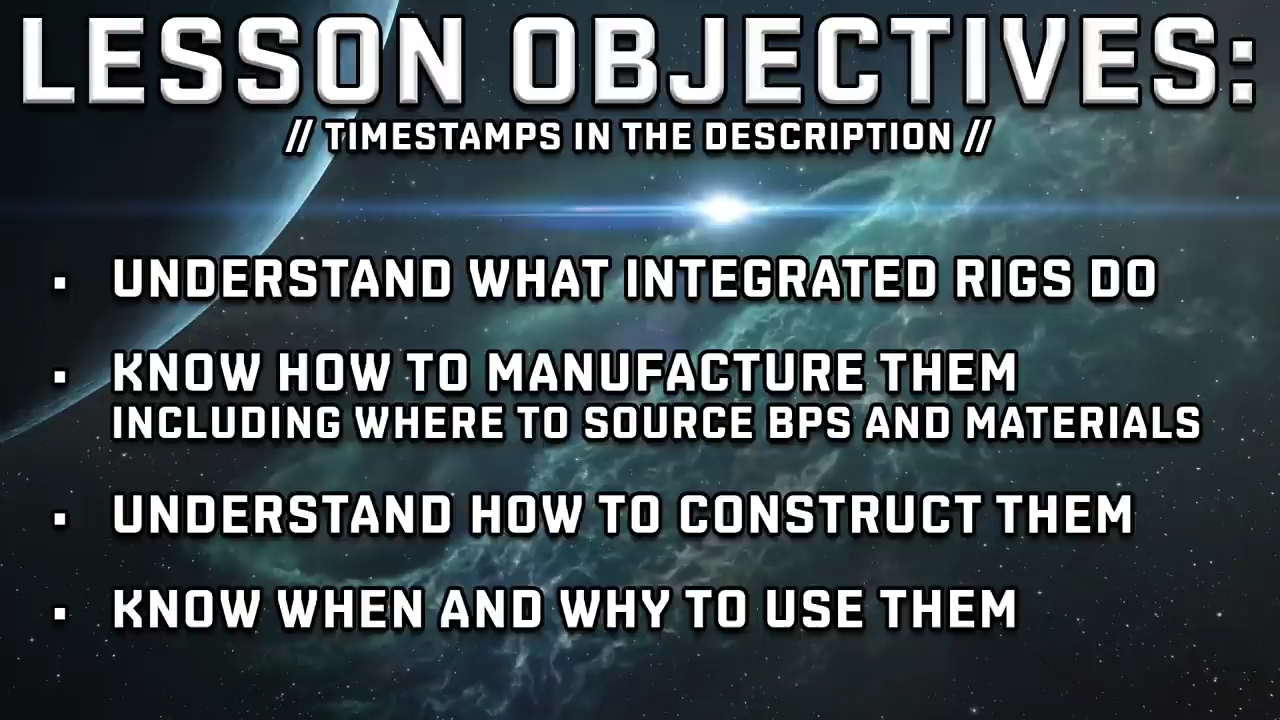 LESSON OBJECTIVES:
// TIMESTAMPS IN THE DESCRIPTION //
▪ UNDERSTAND WHAT INTEGRATED RIGS DO
▪ KNOW HOW TO MANUFACTURE THEM
INCLUDING WHERE TO SOURCE BPS AND MATERIALS
▪ UNDERSTAND HOW TO CONSTRUCT THEM
▪ KNOW WHEN AND WHY TO USE THEM